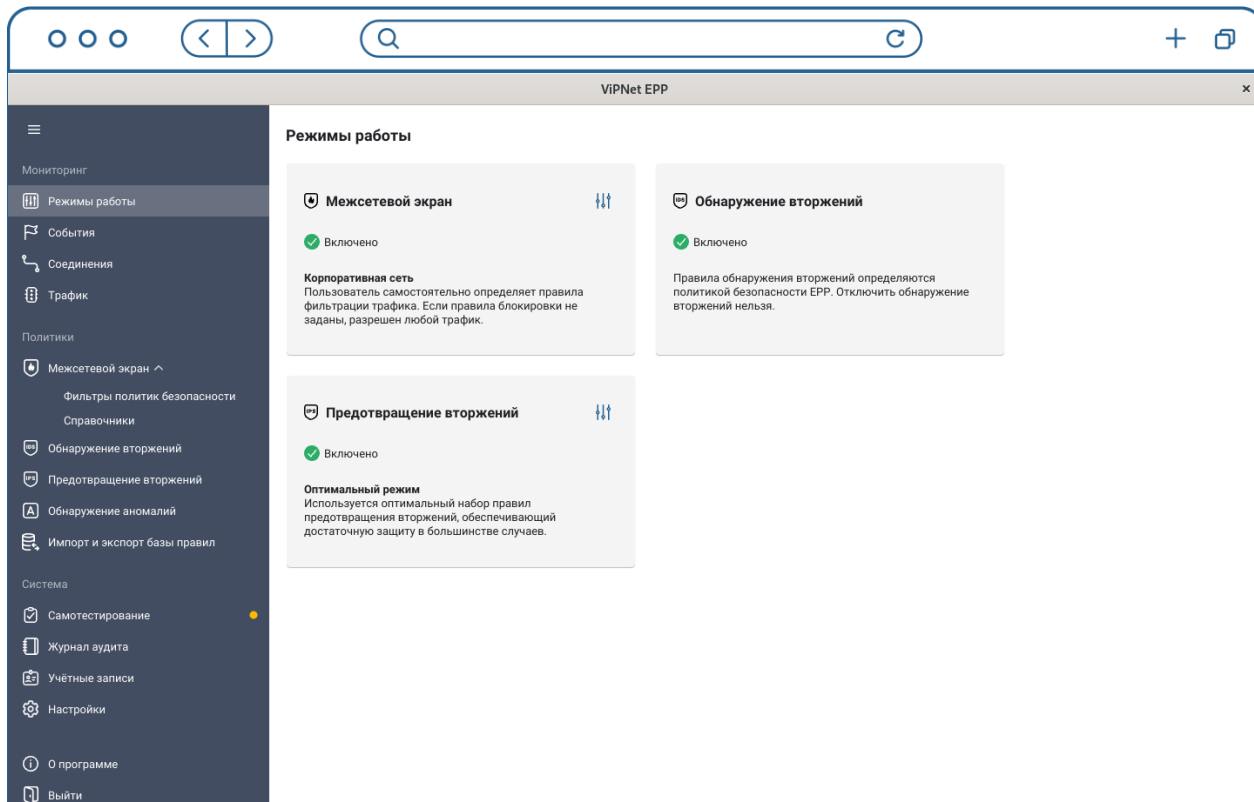 ViPNet EPP
Мониторинг
Режимы работы
События
Соединения
Трафик
Политики
Межсетевой экран
Фильтры политик безопасности
Справочники
IDS Обнаружение вторжений
IPS Предотвращение вторжений
A Обнаружение аномалий
Импорт и экспорт базы правил
Система
Самотестирование
Журнал аудита
Учётные записи
Настройки
О программе
Выйти
Режимы работы
Межсетевой экран
Включено
Корпоративная сеть
Пользователь самостоятельно определяет правила
фильтрации трафика. Если правила блокировки не
заданы, разрешен любой трафик.
IDS Обнаружение вторжений
Включено
Правила обнаружения вторжений определяются
политикой безопасности EPP. Отключить обнаружение
вторжений нельзя.
IPS Предотвращение вторжений
Включено
Оптимальный режим
Используется оптимальный набор правил
предотвращения вторжений, обеспечивающий
достаточную защиту в большинстве случаев.